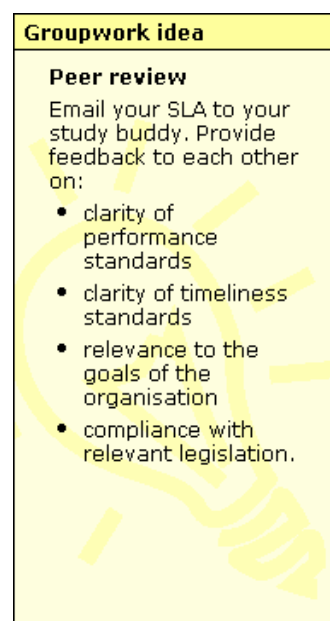 Groupwork idea
Peer review
Email your SLA to your
study buddy. Provide
feedback to each other
on:
• clarity of
performance
standards
• clarity of timeliness
standards
• relevance to the
goals of the
organisation
• compliance with
relevant legislation.